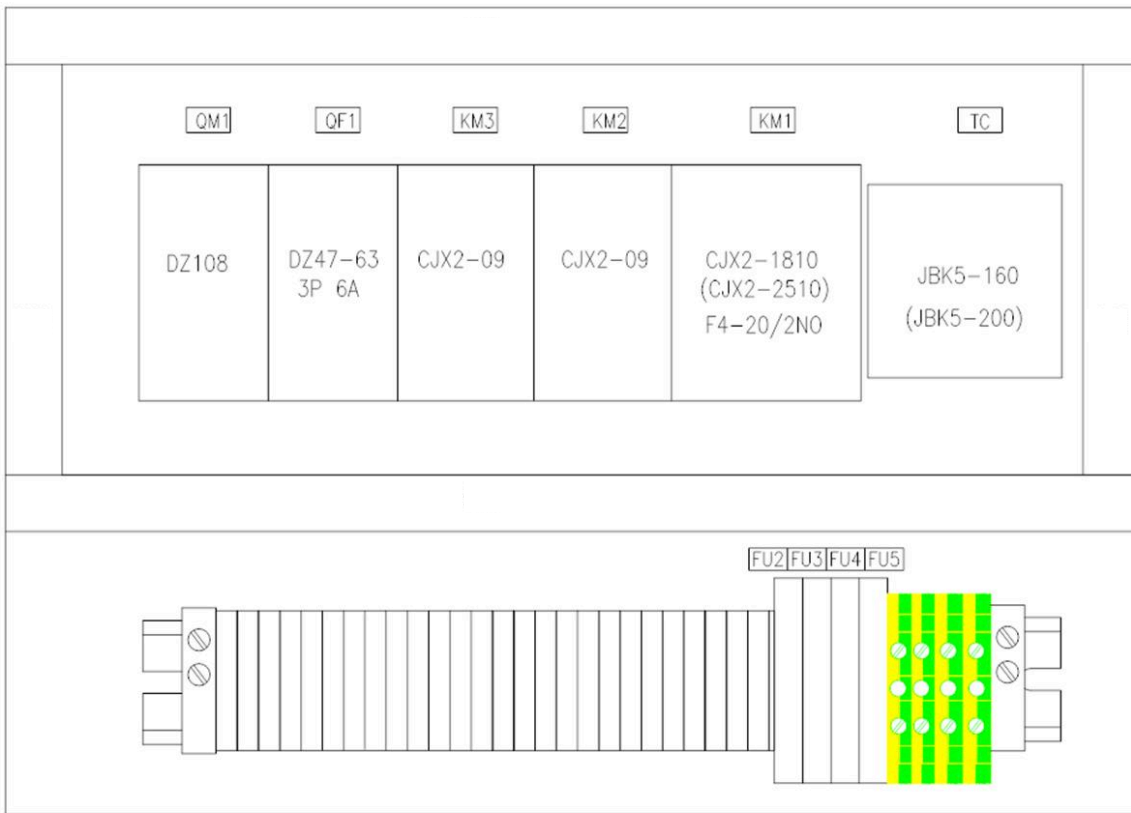 QM1 QF1 KM3 KM2 KM1 TC
DZ108
DZ47-63
3P 6A
CJX2-09
CJX2-09
CJX2-1810
(CJX2-2510)
F4-20/2NO
JBK5-160
(JBK5-200)
FU2 FU3 FU4 FU5